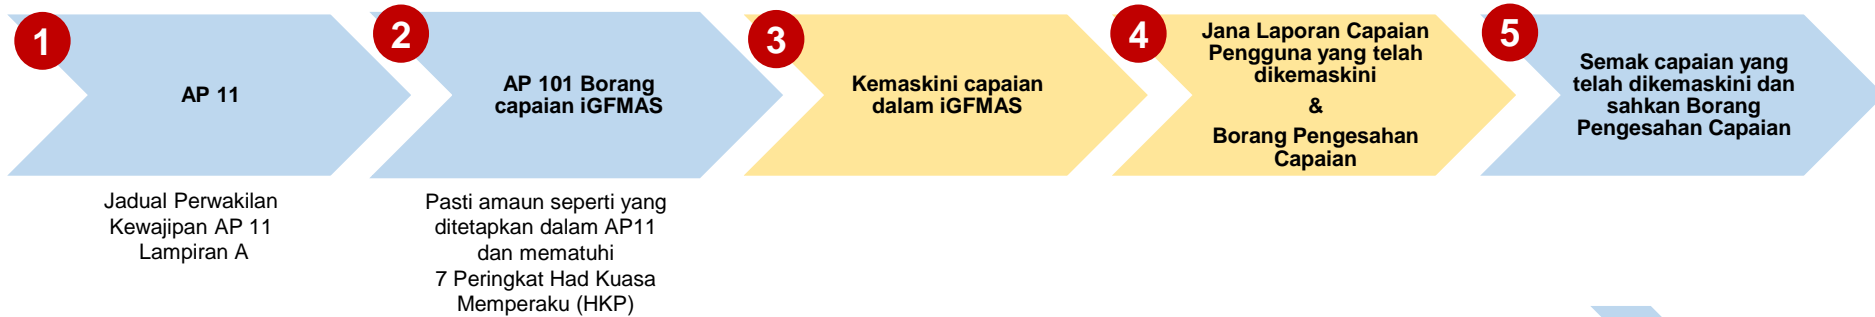 1
AP 11
Jadual Perwakilan
Kewajipan AP 11
Lampiran A
2
AP 101 Borang
capaian iGFMAS
Pasti amaun seperti yang
ditetapkan dalam AP11
dan mematuhi
7 Peringkat Had Kuasa
Memperaku (HKP)
3
Kemaskini capaian
dalam iGFMAS
4
Jana Laporan Capaian
Pengguna yang telah
dikemaskini
&
Borang Pengesahan
Capaian
5
Semak capaian yang
telah dikemaskini dan
sahkan Borang
Pengesahan Capaian